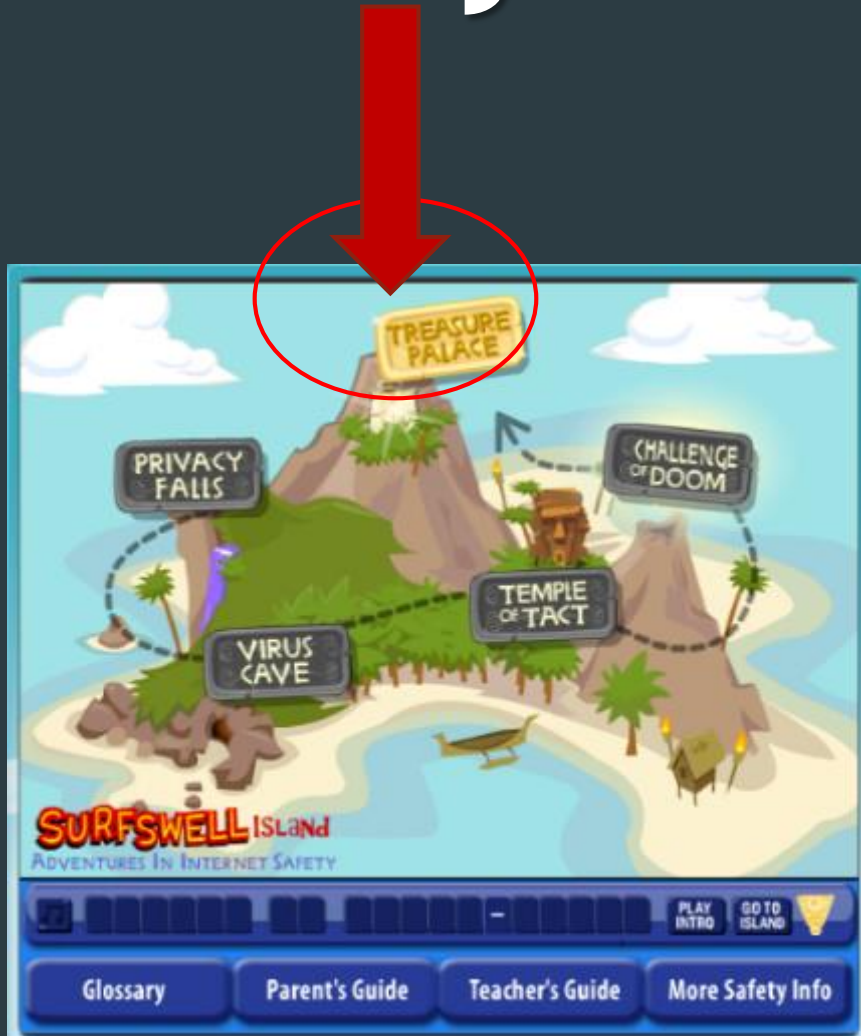 TREASURE
PALACE
PRIVACY
FALLS
CHALLENGE
OF DOOM
TEMPLE
OF TACT
VIRUS
CAVE
SURFSWELL ISLAND
ADVENTURES IN INTERNET SAFETY
–
PLAY
INTRO
GO TO
ISLAND
Glossary
Parent's Guide
Teacher's Guide
More Safety Info